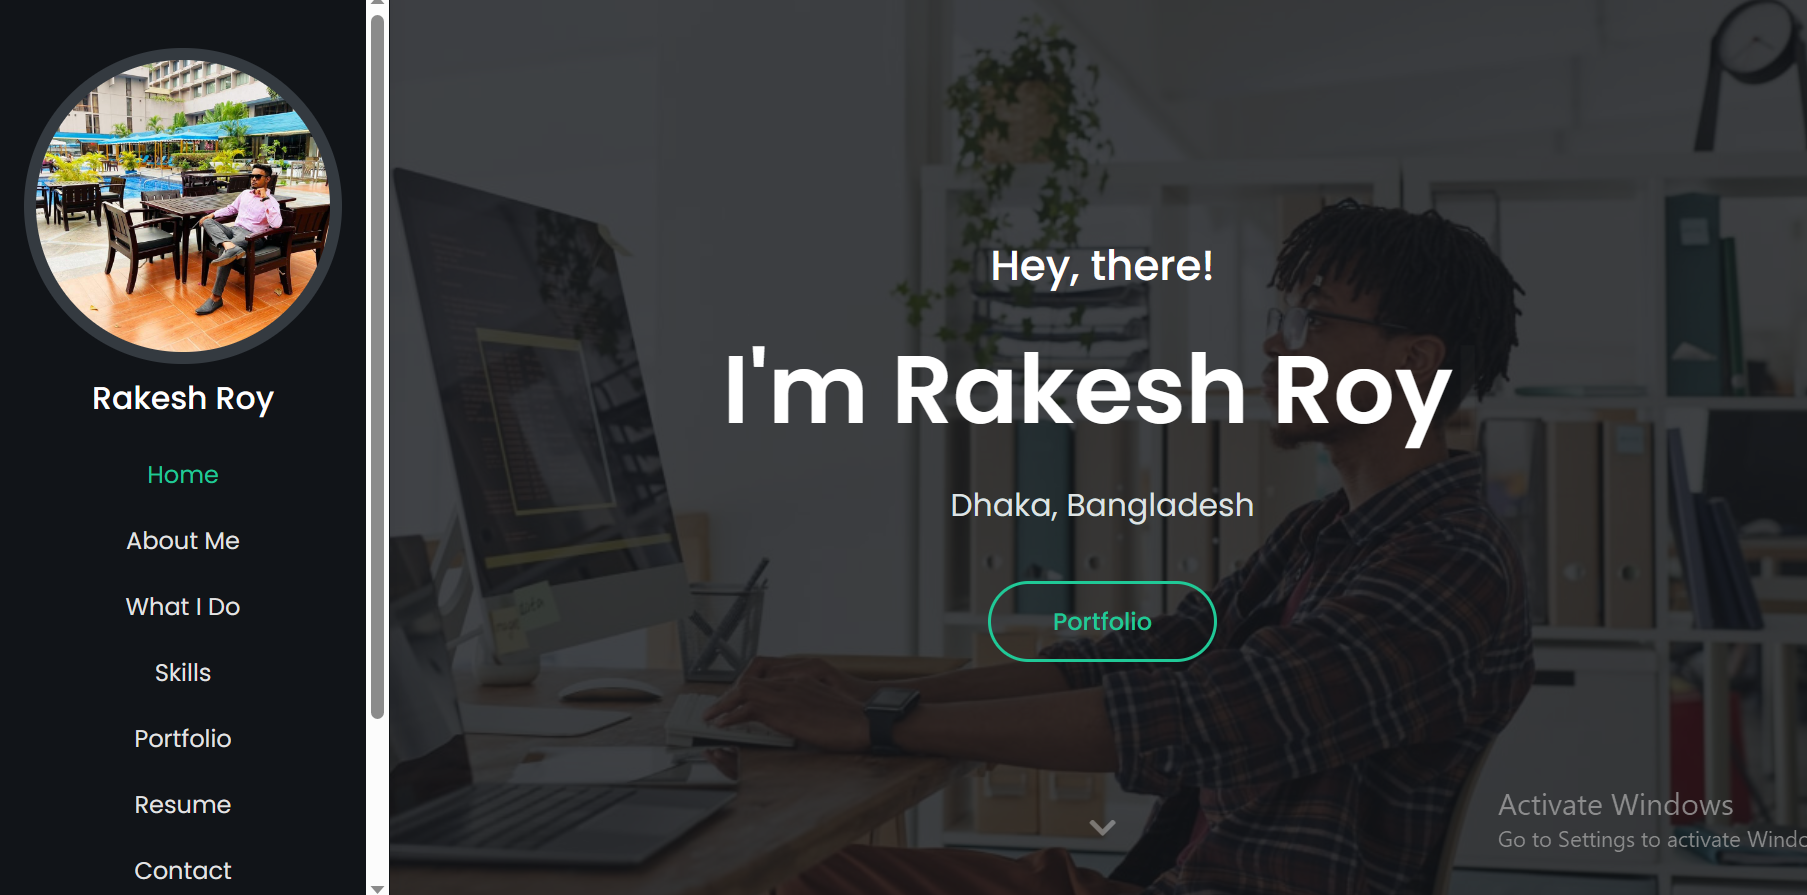 Rakesh Roy
Home
About Me
What I Do
Skills
Portfolio
Resume
Contact
Hey, there!
I'm Rakesh Roy
Dhaka, Bangladesh
Portfolio
Activate Windows
Go to Settings to activate Windo